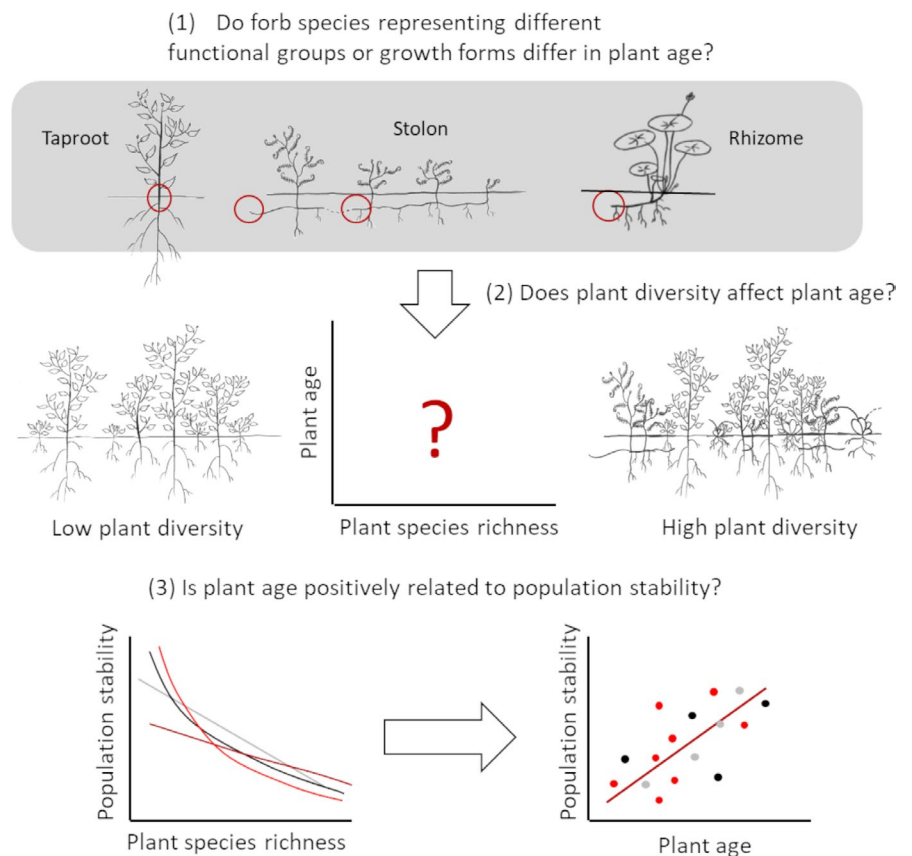 (1) Do forb species representing different
functional groups or growth forms differ in plant age?
Taproot
Stolon
Rhizome
(2) Does plant diversity affect plant age?
Plant age
?
Low plant diversity
Plant species richness
High plant diversity
(3) Is plant age positively related to population stability?
Population stability
Plant species richness
Population stability
Plant age